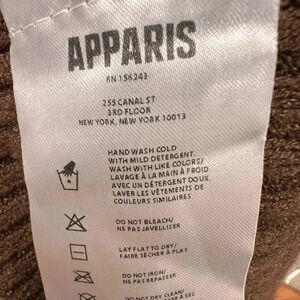 APPARIS
RN 156243
255 CANAL ST
3RD FLOOR
NEW YORK, NEW YORK 10013
HAND WASH COLD
WITH MILD DETERGENT.
WASH WITH LIKE COLORS/
LAVAGE À LA MAIN À FROID
AVEC UN DÉTERGENT DOUX.
LAVER LES VÊTEMENTS DE
COULEURS SIMILAIRES
DO NOT BLEACH/
NE PAS JAVELLISER
LAY FLAT TO DRY/
FAIRE SÉCHER À PLAT
DO NOT IRON/
NE PAS REPASSER
DO NOT DRY CLEAN/